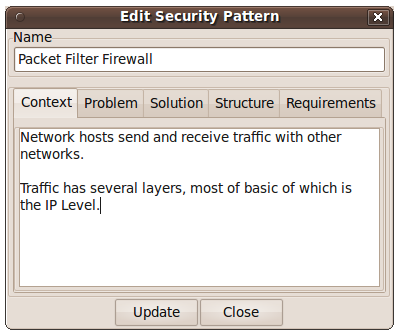 Edit Security Pattern
Name
Packet Filter Firewall
Context Problem Solution Structure Requirements
Network hosts send and receive traffic with other
networks.
Traffic has several layers, most of basic of which is
the IP Level.
Update Close